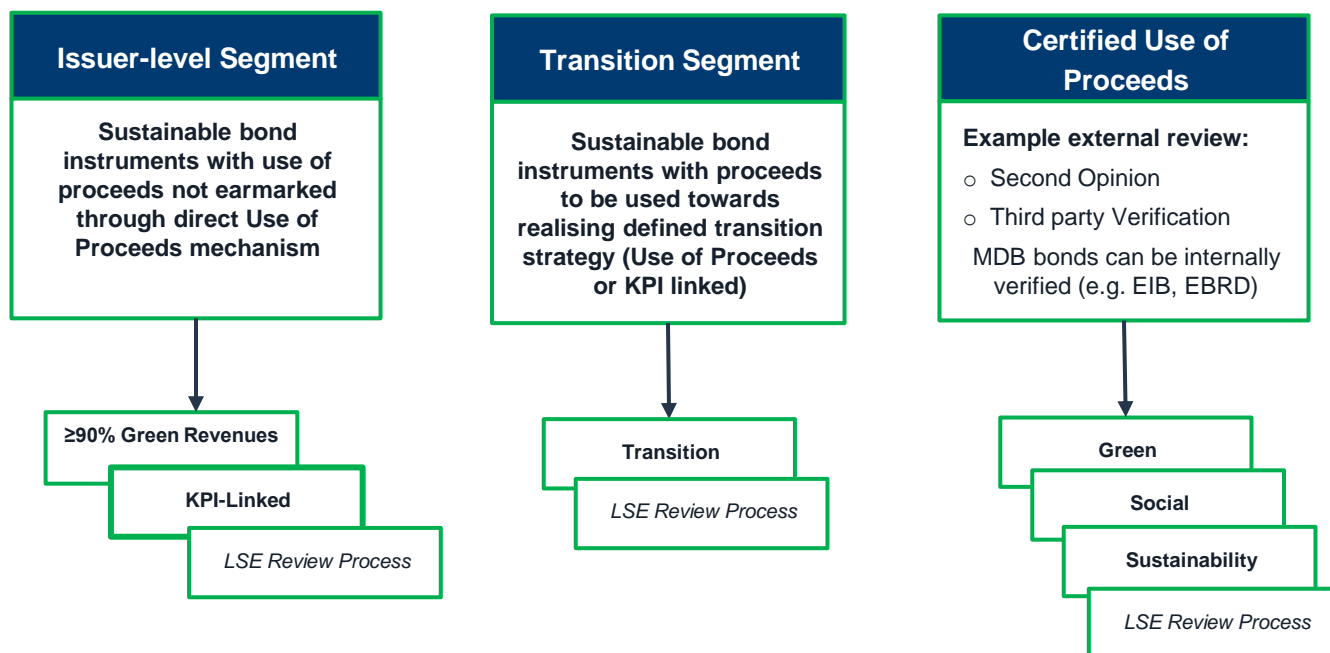 Issuer-level Segment
Sustainable bond
instruments with use of
proceeds not earmarked
through direct Use of
Proceeds mechanism
≥90% Green Revenues
KPI-Linked
LSE Review Process
Transition Segment
Sustainable bond
instruments with proceeds
to be used towards
realising defined transition
strategy (Use of Proceeds
or KPI linked)
Transition
LSE Review Process
Certified Use of
Proceeds
Example external review:
○ Second Opinion
○ Third party Verification
MDB bonds can be internally
verified (e.g. EIB, EBRD)
Green
Social
Sustainability
LSE Review Process